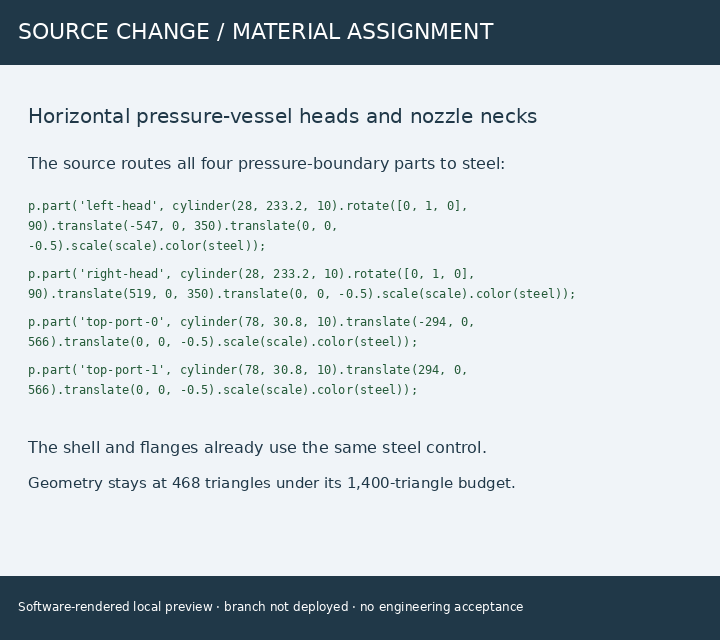 SOURCE CHANGE / MATERIAL ASSIGNMENT
Horizontal pressure-vessel heads and nozzle necks
The source routes all four pressure-boundary parts to steel:
p.part('left-head', cylinder(28, 233.2, 10).rotate([0, 1, 0],
90).translate(-547, 0, 350).translate(0, 0,
-0.5).scale(scale).color(steel));
p.part('right-head', cylinder(28, 233.2, 10).rotate([0, 1, 0],
90).translate(519, 0, 350).translate(0, 0, -0.5).scale(scale).color(steel));
p.part('top-port-0', cylinder(78, 30.8, 10).translate(-294, 0,
566).translate(0, 0, -0.5).scale(scale).color(steel));
p.part('top-port-1', cylinder(78, 30.8, 10).translate(294, 0,
566).translate(0, 0, -0.5).scale(scale).color(steel));
The shell and flanges already use the same steel control.
Geometry stays at 468 triangles under its 1,400-triangle budget.
Software-rendered local preview · branch not deployed · no engineering acceptance